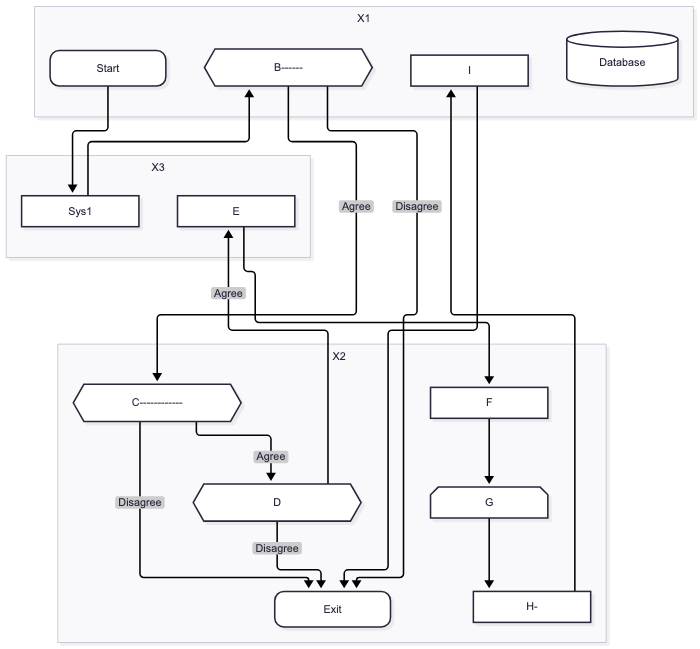 X1
Start
B------
I
Database
X3
Sys1
E
Agree
Disagree
Agree
X2
C------------
F
Agree
Disagree
D
G
Disagree
Exit
H-